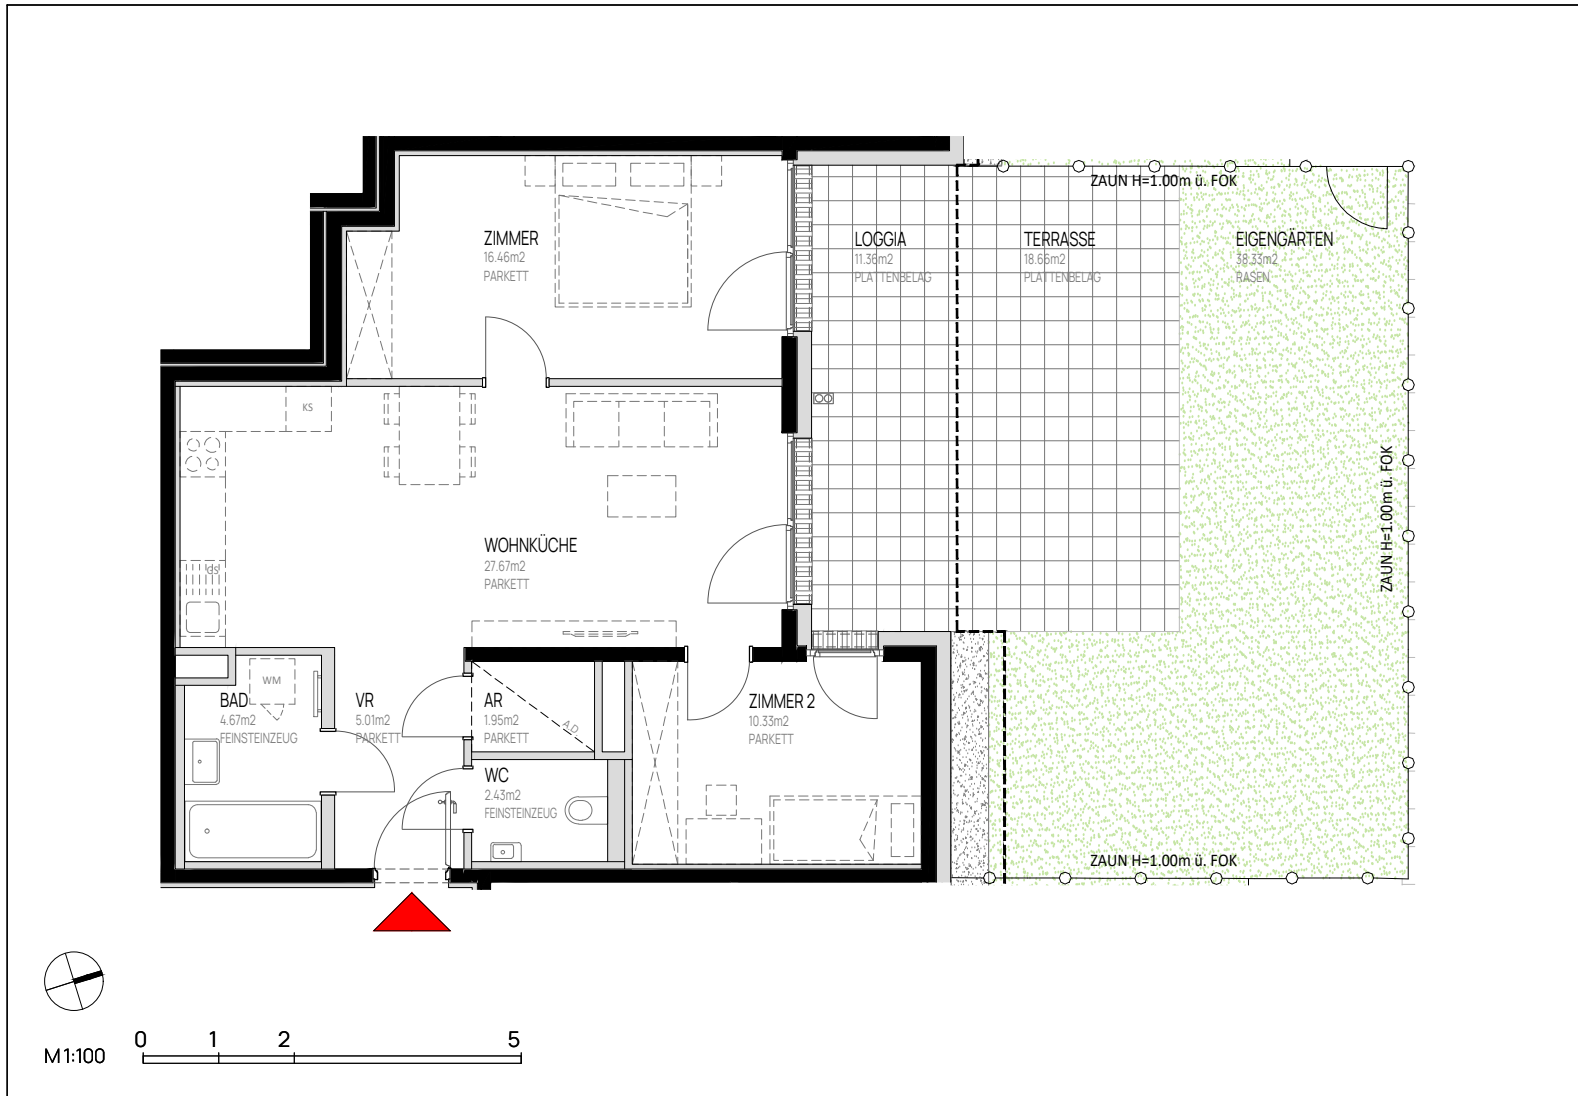 ZAUN H=1.00m ü. FOK
ZIMMER
16.46m2
PARKETT
LOGGIA
11.36m2
PLATTENBELAG
TERRASSE
18.66m2
PLATTENBELAG
EIGENGÄRTEN
38.33m2
RASEN
KS
GS
WOHNKÜCHE
27.67m2
PARKETT
ZAUN H=1.00m ü. FOK
WM
BAD
4.67m2
FEINSTEINZEUG
VR
5.01m2
PARKETT
AR
1.95m2
PARKETT
A.D.
ZIMMER 2
10.33m2
PARKETT
WC
2.43m2
FEINSTEINZEUG
ZAUN H=1.00m ü. FOK
M 1:100
0 1 2 5